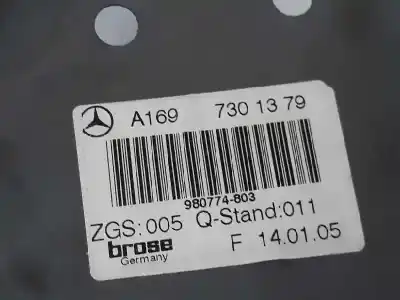 A169 730 13 79
980774-803
ZGS:005 Q-Stand:011
brose F 14.01.05
Germany